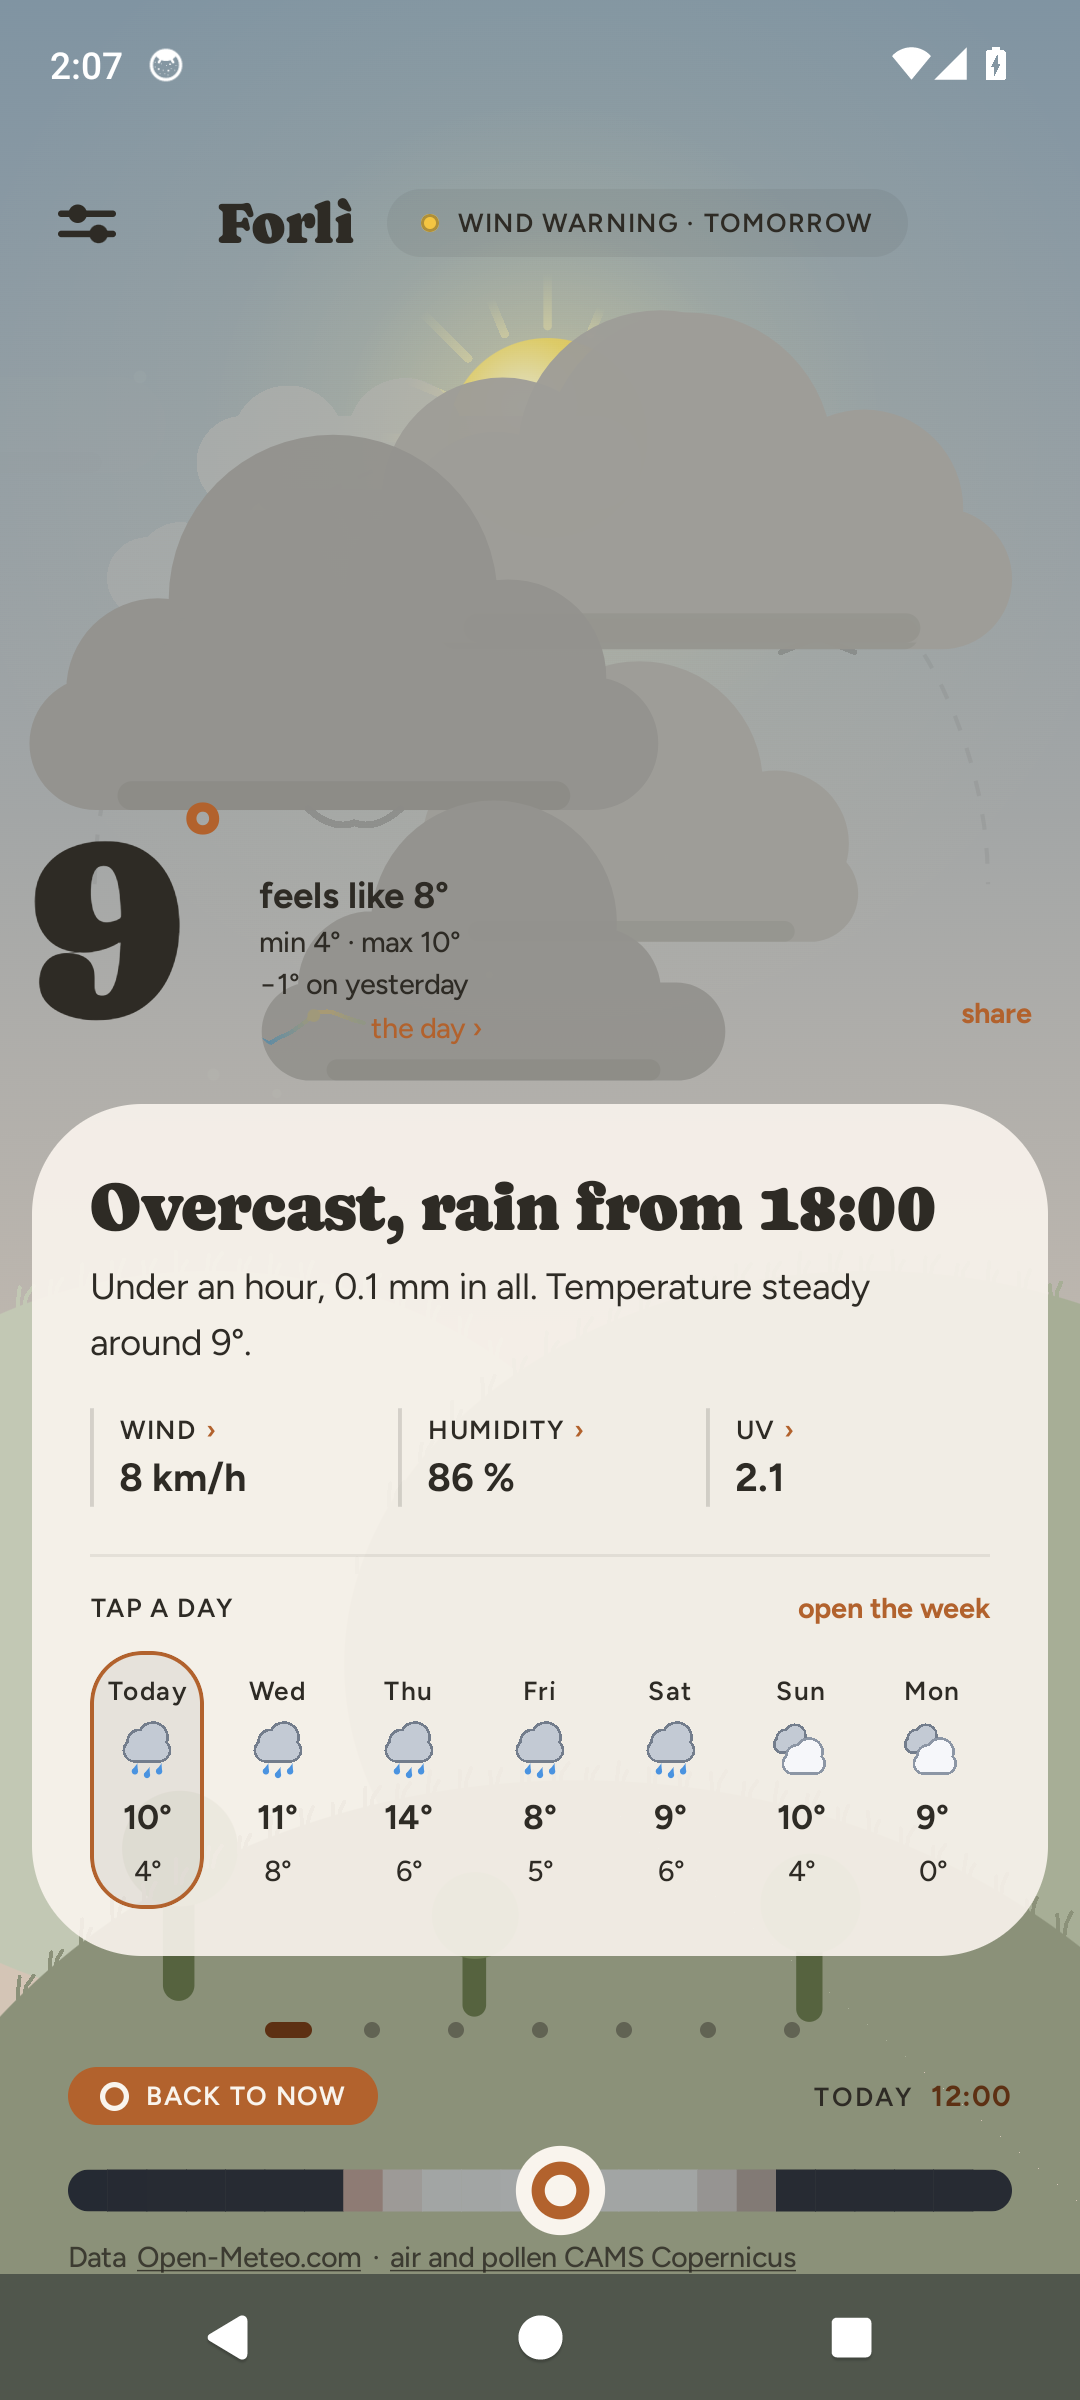 2:07
Forlì
WIND WARNING · TOMORROW
9
feels like 8°
min 4° · max 10°
−1° on yesterday
the day ›
share
Overcast, rain from 18:00
Under an hour, 0.1 mm in all. Temperature steady
around 9°.
WIND › HUMIDITY › UV ›
8 km/h 86 % 2.1
TAP A DAY open the week
Today Wed Thu Fri Sat Sun Mon
10° 11° 14° 8° 9° 10° 9°
4° 8° 6° 5° 6° 4° 0°
BACK TO NOW TODAY 12:00
Data Open-Meteo.com · air and pollen CAMS Copernicus